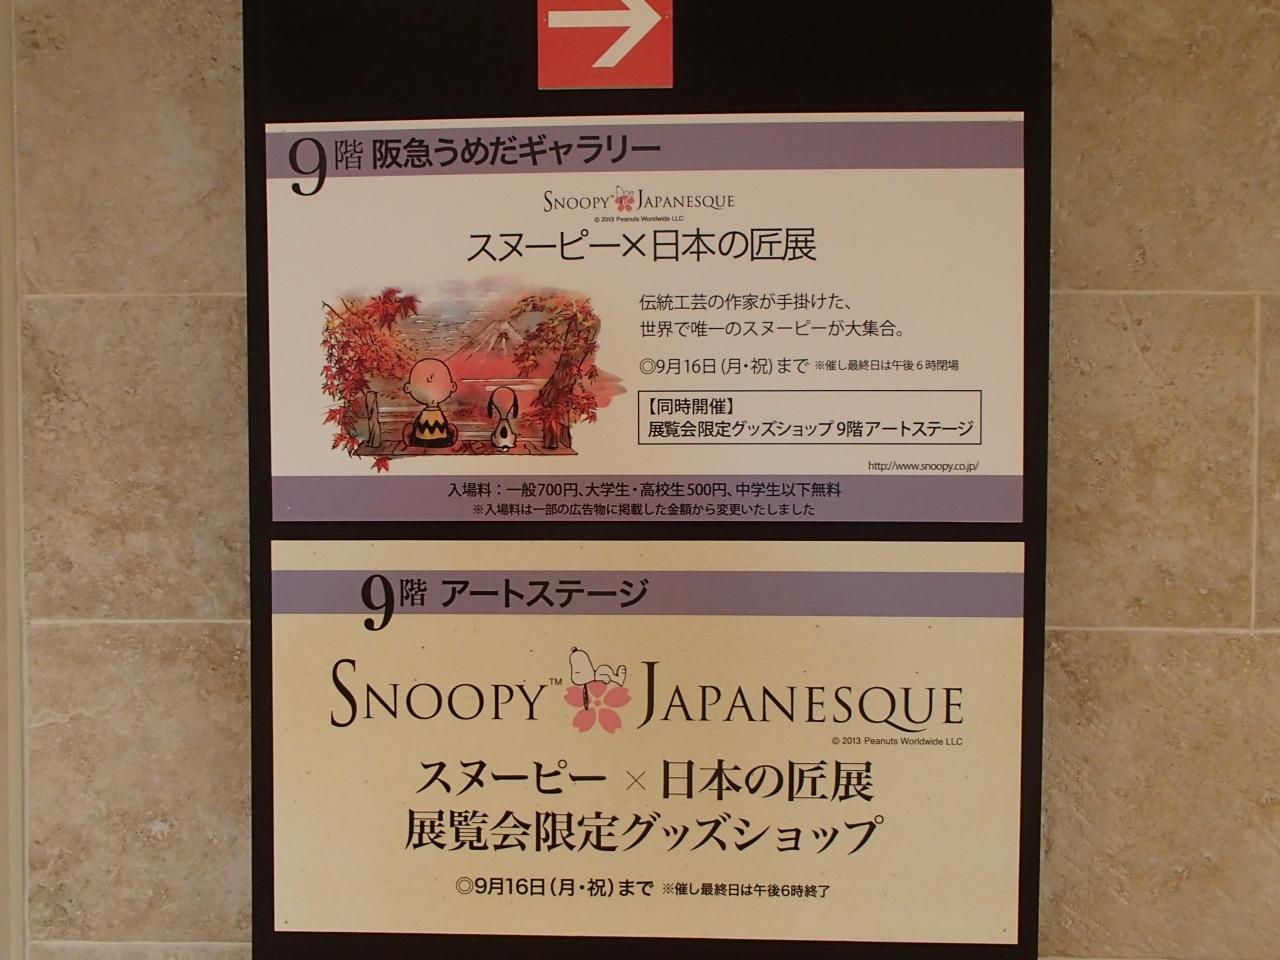 9階 阪急うめだギャラリー
SNOOPY™ JAPANESQUE
© 2013 Peanuts Worldwide LLC
スヌーピー×日本の匠展
伝統工芸の作家が手掛けた、
世界で唯一のスヌーピーが大集合。
◎9月16日(月・祝)まで ※催し最終日は午後6時閉場
【同時開催】
展覧会限定グッズショップ 9階アートステージ
http://www.snoopy.co.jp/
入場料：一般700円、大学生・高校生500円、中学生以下無料
※入場料は一部の広告物に掲載した金額から変更いたしました
9階 アートステージ
SNOOPY™ JAPANESQUE
© 2013 Peanuts Worldwide LLC
スヌーピー × 日本の匠展
展覧会限定グッズショップ
◎9月16日(月・祝)まで ※催し最終日は午後6時終了